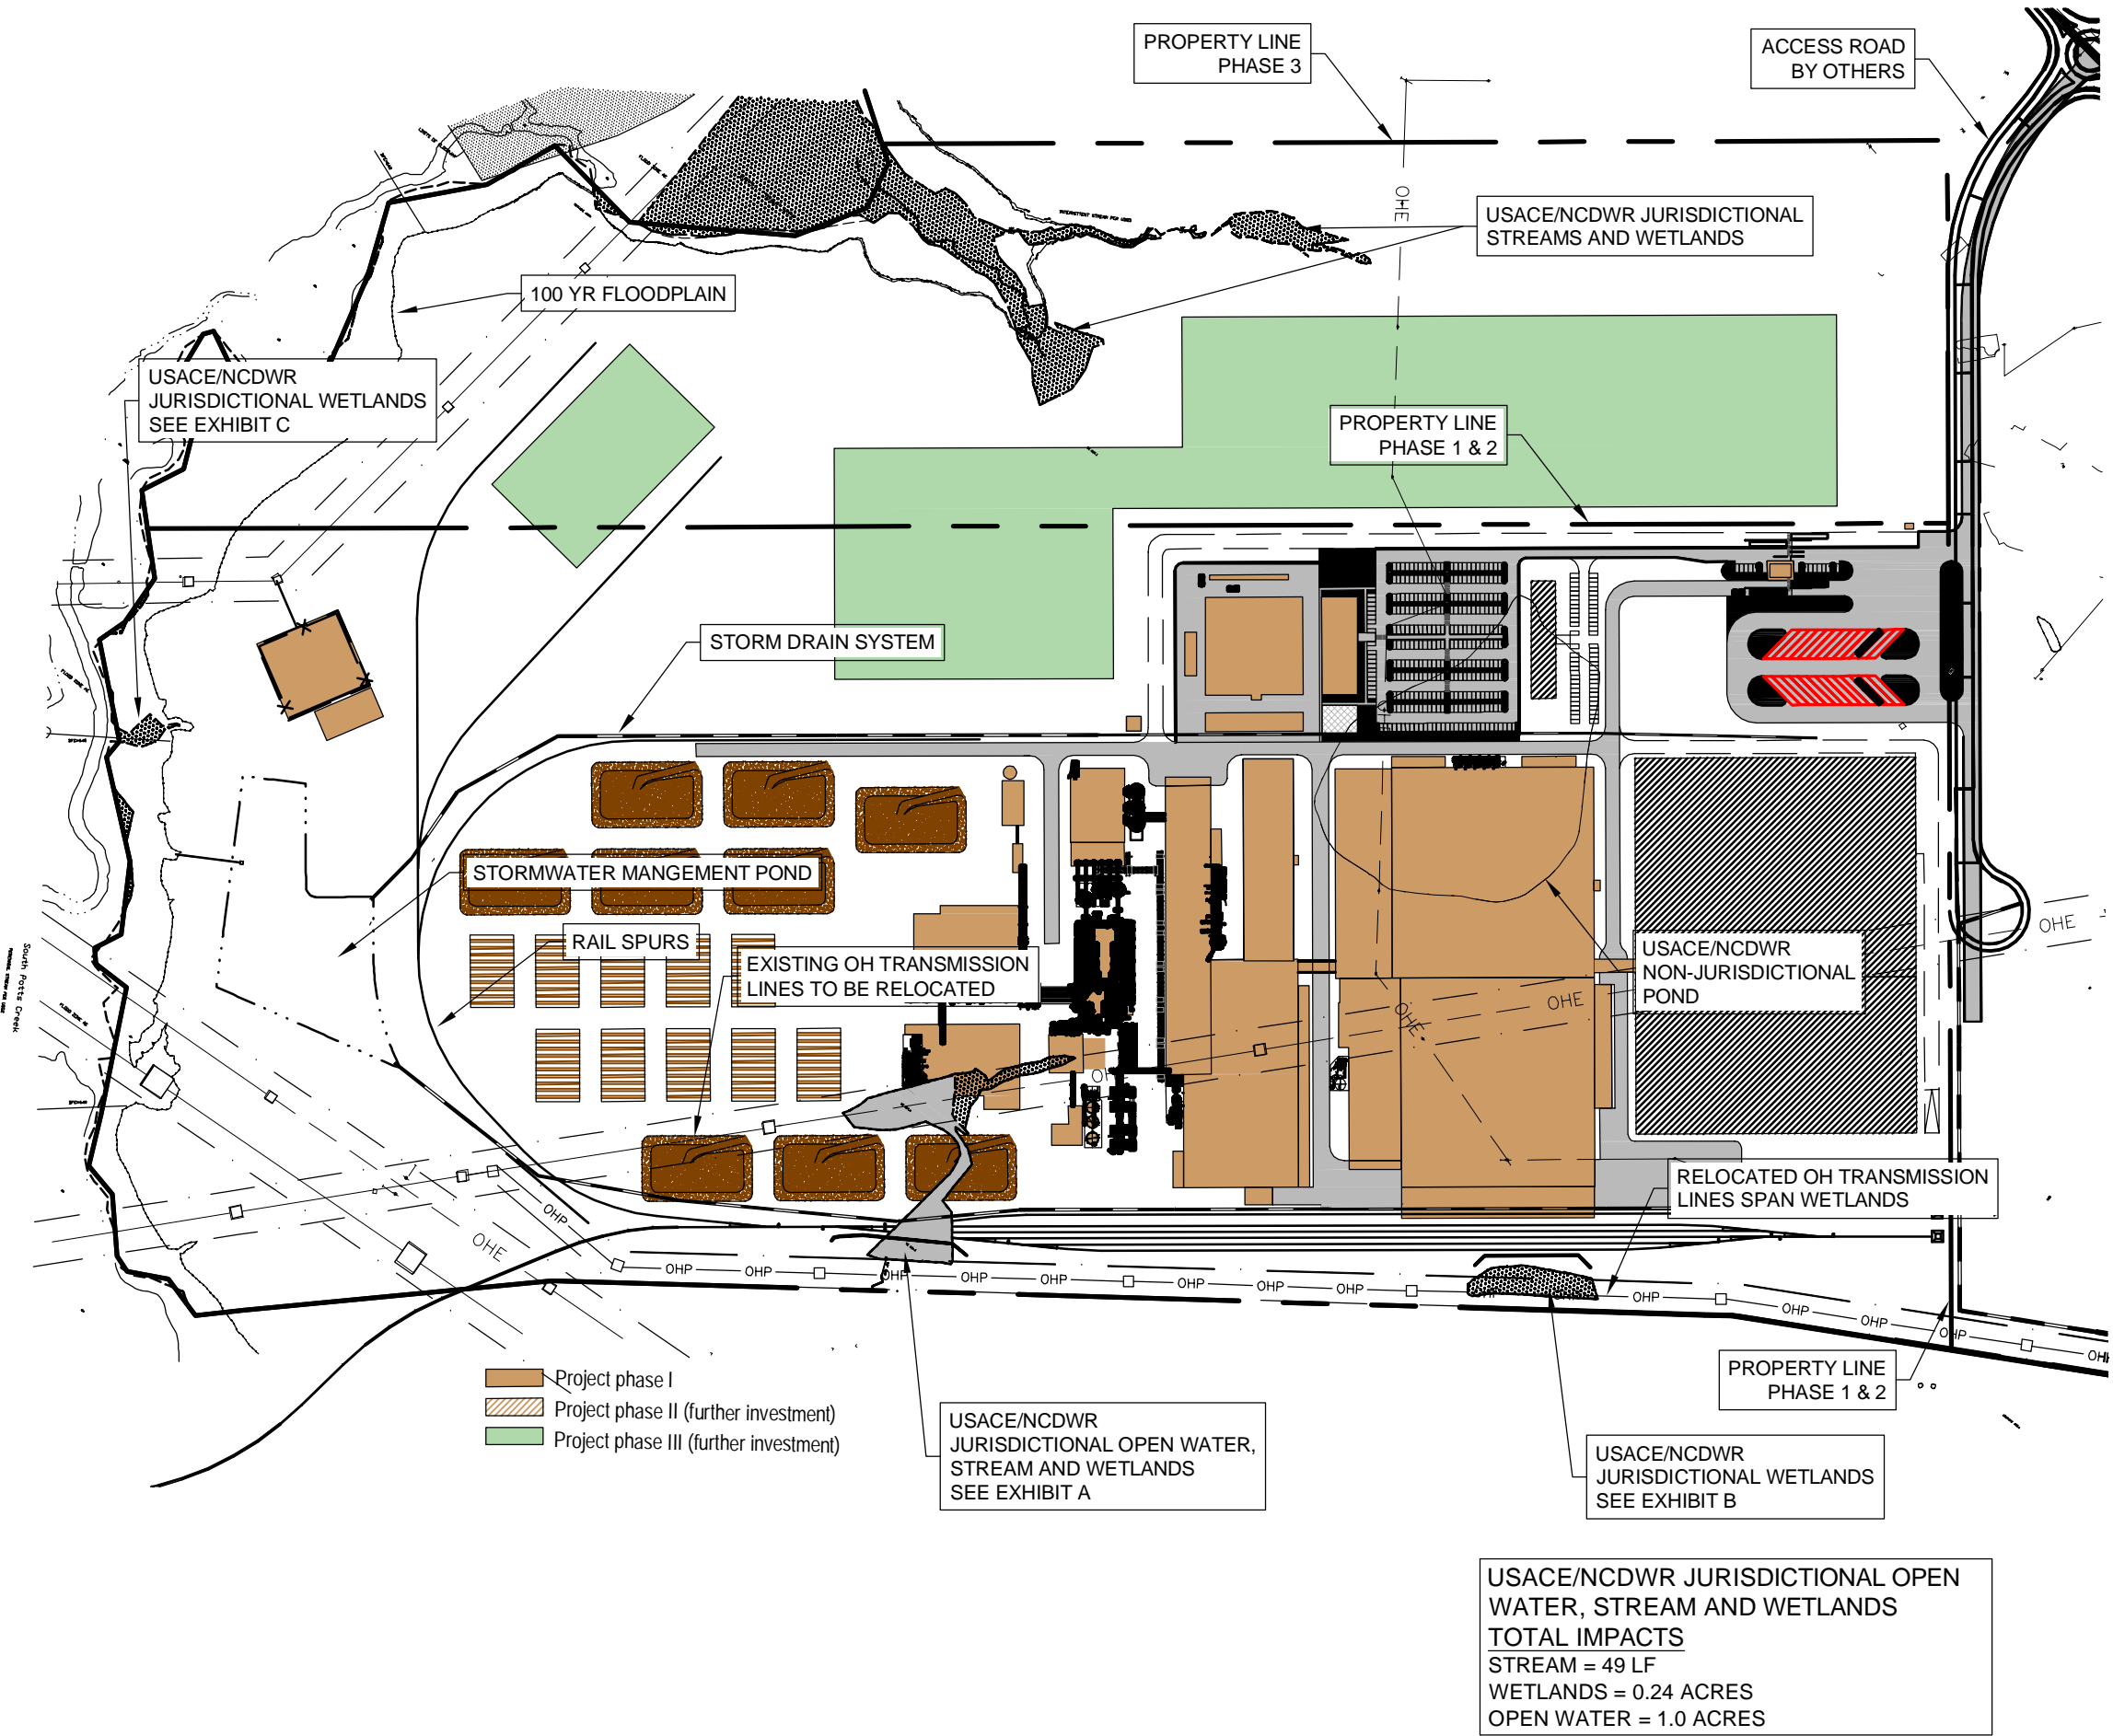 PROPERTY LINE
PHASE 3
ACCESS ROAD
BY OTHERS
OHE
USACE/NCDWR JURISDICTIONAL
STREAMS AND WETLANDS
100 YR FLOODPLAIN
USACE/NCDWR
JURISDICTIONAL WETLANDS
SEE EXHIBIT C
PROPERTY LINE
PHASE 1 & 2
STORM DRAIN SYSTEM
STORMWATER MANGEMENT POND
RAIL SPURS
EXISTING OH TRANSMISSION
LINES TO BE RELOCATED
USACE/NCDWR
NON-JURISDICTIONAL
POND
OHE
OHE
OHE
South Potts Creek
RELOCATED OH TRANSMISSION
LINES SPAN WETLANDS
OHP
OHE
OHP
OHP
OHP
OHP
OHP
OHP
OHP
OHP
OHP
OHP
OHP
OHP
PROPERTY LINE
PHASE 1 & 2
Project phase I
Project phase II (further investment)
Project phase III (further investment)
USACE/NCDWR
JURISDICTIONAL OPEN WATER,
STREAM AND WETLANDS
SEE EXHIBIT A
USACE/NCDWR
JURISDICTIONAL WETLANDS
SEE EXHIBIT B
USACE/NCDWR JURISDICTIONAL OPEN
WATER, STREAM AND WETLANDS
TOTAL IMPACTS
STREAM = 49 LF
WETLANDS = 0.24 ACRES
OPEN WATER = 1.0 ACRES